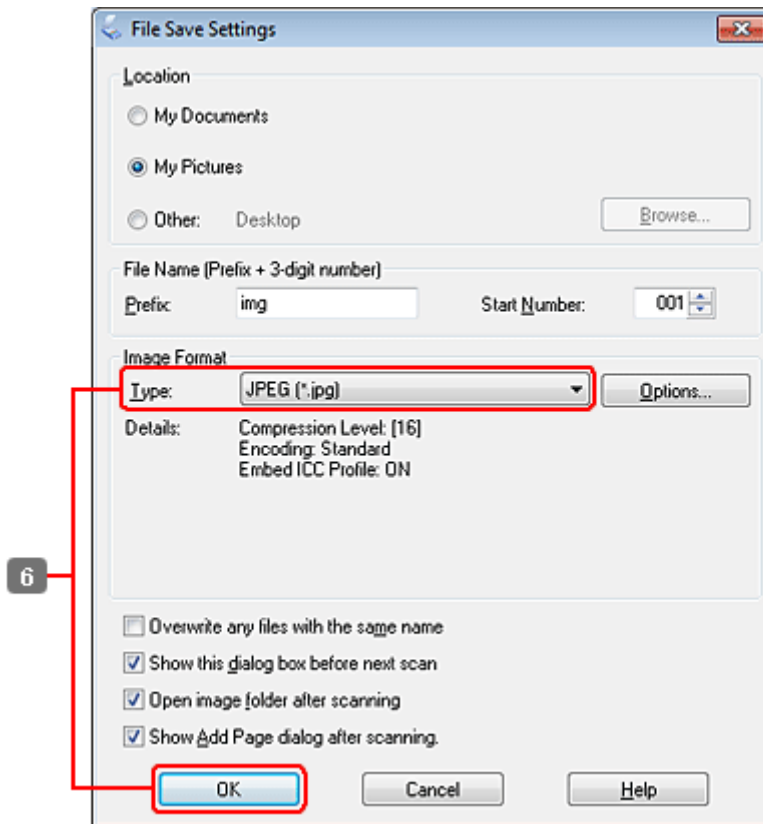 File Save Settings
Location
My Documents
My Pictures
Other: Desktop Browse...
File Name (Prefix + 3-digit number)
Prefix: img Start Number: 001
Image Format
Type: JPEG (*.jpg) Options...
Details: Compression Level: [16]
Encoding: Standard
Embed ICC Profile: ON
6
Overwrite any files with the same name
Show this dialog box before next scan
Open image folder after scanning
Show Add Page dialog after scanning.
OK Cancel Help